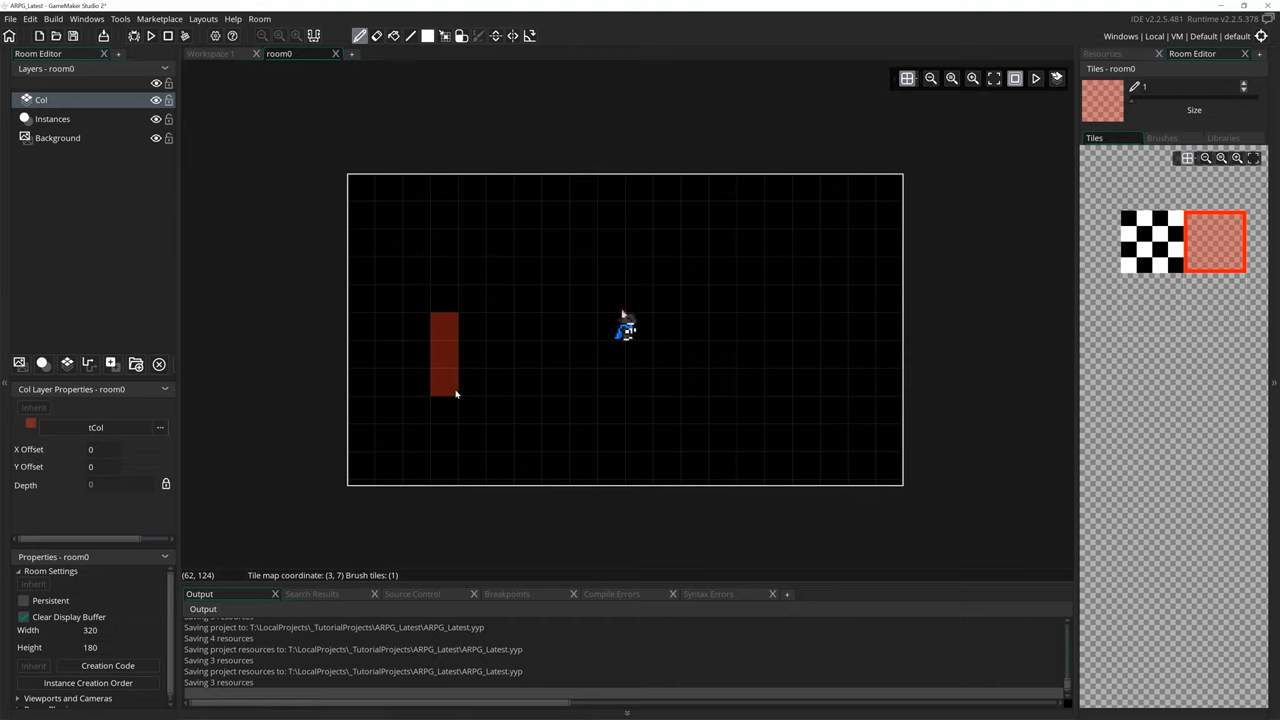 ARPG_Latest - GameMaker Studio 2*
File Edit Build Windows Tools Marketplace Layouts Help Room
IDE v2.2.5.481 Runtime v2.2.5.378
Windows | Local | VM | Default | default
Room Editor
Workspace 1
room0
Resources
Room Editor
Layers - room0
Tiles - room0
1
Size
Col
Instances
Background
Tiles
Brushes
Libraries
Col Layer Properties - room0
Inherit
tCol
...
X Offset 0
Y Offset 0
Depth 0
Properties - room0
Room Settings
Inherit
Persistent
Clear Display Buffer
Width 320
Height 180
Inherit
Creation Code
Instance Creation Order
Viewports and Cameras
(62, 124) Tile map coordinate: (3, 7) Brush tiles: (1)
Output
Search Results
Source Control
Breakpoints
Compile Errors
Syntax Errors
Output
Saving project to: T:\LocalProjects\_TutorialProjects\ARPG_Latest\ARPG_Latest.yyp
Saving 4 resources
Saving project resources to: T:\LocalProjects\_TutorialProjects\ARPG_Latest\ARPG_Latest.yyp
Saving 3 resources
Saving project resources to: T:\LocalProjects\_TutorialProjects\ARPG_Latest\ARPG_Latest.yyp
Saving 3 resources